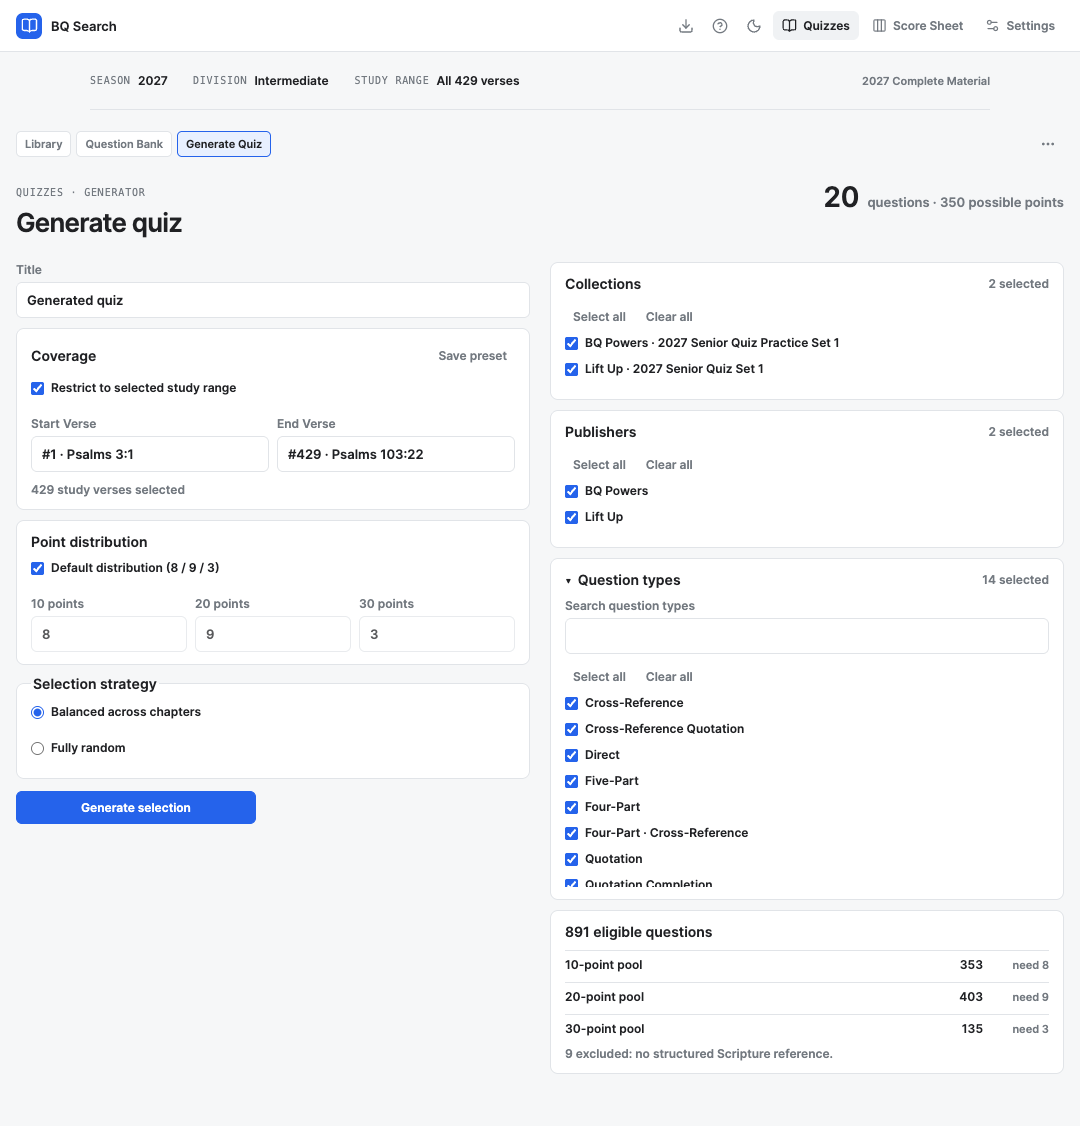 BQ Search
Quizzes
Score Sheet
Settings
SEASON 2027 DIVISION Intermediate STUDY RANGE All 429 verses
2027 Complete Material
Library
Question Bank
Generate Quiz
QUIZZES · GENERATOR
Generate quiz
20 questions · 350 possible points
Title
Generated quiz
Coverage
Save preset
Restrict to selected study range
Start Verse
End Verse
#1 · Psalms 3:1
#429 · Psalms 103:22
429 study verses selected
Point distribution
Default distribution (8 / 9 / 3)
10 points
20 points
30 points
8
9
3
Selection strategy
Balanced across chapters
Fully random
Generate selection
Collections
2 selected
Select all
Clear all
BQ Powers · 2027 Senior Quiz Practice Set 1
Lift Up · 2027 Senior Quiz Set 1
Publishers
2 selected
Select all
Clear all
BQ Powers
Lift Up
Question types
14 selected
Search question types
Select all
Clear all
Cross-Reference
Cross-Reference Quotation
Direct
Five-Part
Four-Part
Four-Part · Cross-Reference
Quotation
Quotation Completion
891 eligible questions
10-point pool 353 need 8
20-point pool 403 need 9
30-point pool 135 need 3
9 excluded: no structured Scripture reference.